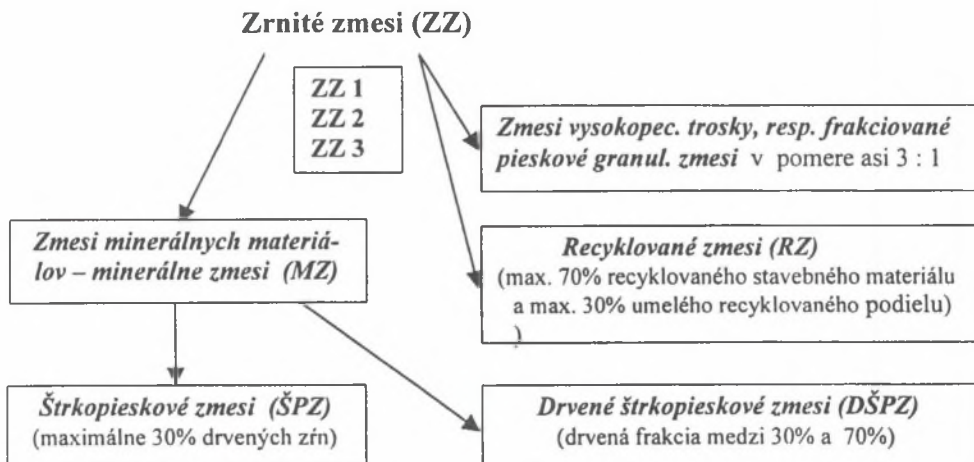 Zrnité zmesi (ZZ)
ZZ 1
ZZ 2
ZZ 3
Zmesi vysokopec. trosky, resp. frakciované
pieskové granul. zmesi v pomere asi 3 : 1
Zmesi minerálnych materiá-
lov – minerálne zmesi (MZ)
Recyklované zmesi (RZ)
(max. 70% recyklovaného stavebného materiálu
a max. 30% umelého recyklovaného podielu)
)
Štrkopieskové zmesi (ŠPZ)
(maximálne 30% drvených zŕn)
Drvené štrkopieskové zmesi (DŠPZ)
(drvená frakcia medzi 30% a 70%)